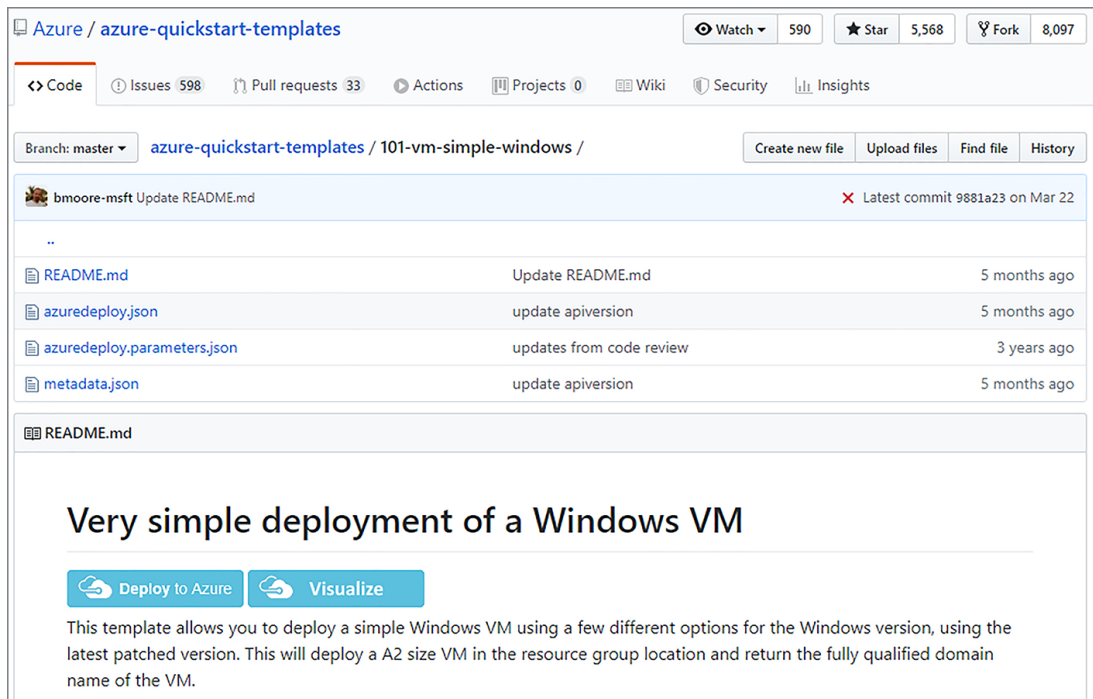 Azure / azure-quickstart-templates Watch 590 Star 5,568 Fork 8,097
Code Issues 598 Pull requests 33 Actions Projects 0 Wiki Security Insights
Branch: master azure-quickstart-templates / 101-vm-simple-windows / Create new file Upload files Find file History
bmoore-msft Update README.md Latest commit 9881a23 on Mar 22
..
README.md Update README.md 5 months ago
azuredeploy.json update apiversion 5 months ago
azuredeploy.parameters.json updates from code review 3 years ago
metadata.json update apiversion 5 months ago
README.md
Very simple deployment of a Windows VM
Deploy to Azure Visualize
This template allows you to deploy a simple Windows VM using a few different options for the Windows version, using the
latest patched version. This will deploy a A2 size VM in the resource group location and return the fully qualified domain
name of the VM.